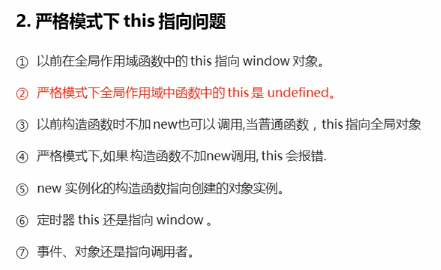 2. 严格模式下 this 指向问题
① 以前在全局作用域函数中的 this 指向 window 对象。
② 严格模式下全局作用域中函数中的 this 是 undefined。
③ 以前构造函数时不加 new也可以 调用,当普通函数，this 指向全局对象
④ 严格模式下,如果 构造函数不加new调用, this 会报错.
⑤ new 实例化的构造函数指向创建的对象实例。
⑥ 定时器 this 还是指向 window 。
⑦ 事件、对象还是指向调用者。